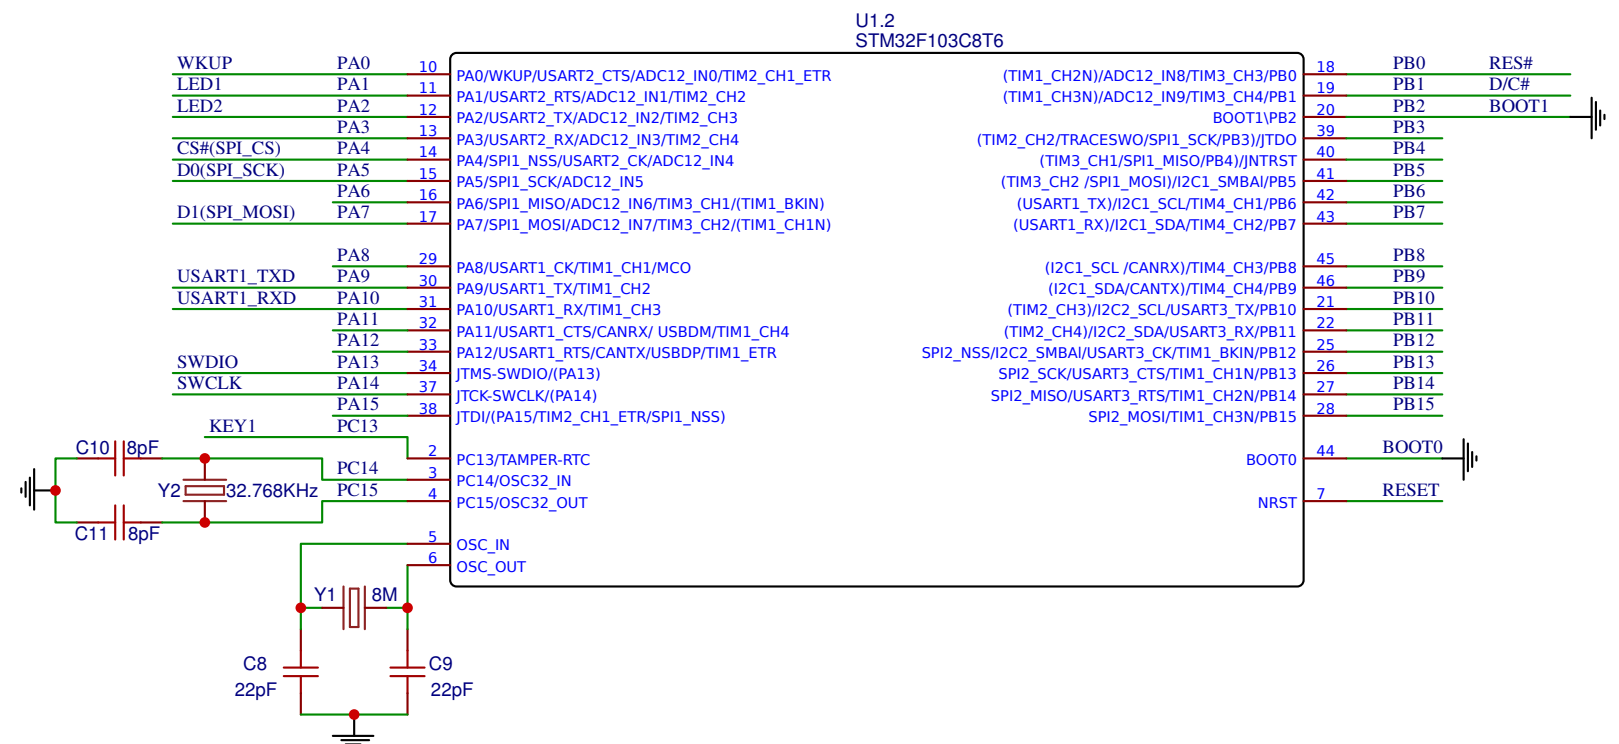 U1.2
STM32F103C8T6
WKUP PA0 10 PA0/WKUP/USART2_CTS/ADC12_IN0/TIM2_CH1_ETR (TIM1_CH2N)/ADC12_IN8/TIM3_CH3/PB0 18 PB0 RES#
LED1 PA1 11 PA1/USART2_RTS/ADC12_IN1/TIM2_CH2 (TIM1_CH3N)/ADC12_IN9/TIM3_CH4/PB1 19 PB1 D/C#
LED2 PA2 12 PA2/USART2_TX/ADC12_IN2/TIM2_CH3 BOOT1\PB2 20 PB2 BOOT1
PA3 13 PA3/USART2_RX/ADC12_IN3/TIM2_CH4 (TIM2_CH2/TRACESWO/SPI1_SCK/PB3)/JTDO 39 PB3
CS#(SPI_CS) PA4 14 PA4/SPI1_NSS/USART2_CK/ADC12_IN4 (TIM3_CH1/SPI1_MISO/PB4)/JNTRST 40 PB4
D0(SPI_SCK) PA5 15 PA5/SPI1_SCK/ADC12_IN5 (TIM3_CH2 /SPI1_MOSI)/I2C1_SMBAI/PB5 41 PB5
PA6 16 PA6/SPI1_MISO/ADC12_IN6/TIM3_CH1/(TIM1_BKIN) (USART1_TX)/I2C1_SCL/TIM4_CH1/PB6 42 PB6
D1(SPI_MOSI) PA7 17 PA7/SPI1_MOSI/ADC12_IN7/TIM3_CH2/(TIM1_CH1N) (USART1_RX)/I2C1_SDA/TIM4_CH2/PB7 43 PB7
PA8 29 PA8/USART1_CK/TIM1_CH1/MCO (I2C1_SCL /CANRX)/TIM4_CH3/PB8 45 PB8
USART1_TXD PA9 30 PA9/USART1_TX/TIM1_CH2 (I2C1_SDA/CANTX)/TIM4_CH4/PB9 46 PB9
USART1_RXD PA10 31 PA10/USART1_RX/TIM1_CH3 (TIM2_CH3)/I2C2_SCL/USART3_TX/PB10 21 PB10
PA11 32 PA11/USART1_CTS/CANRX/ USBDM/TIM1_CH4 (TIM2_CH4)/I2C2_SDA/USART3_RX/PB11 22 PB11
PA12 33 PA12/USART1_RTS/CANTX/USBDP/TIM1_ETR SPI2_NSS/I2C2_SMBAI/USART3_CK/TIM1_BKIN/PB12 25 PB12
SWDIO PA13 34 JTMS-SWDIO/(PA13) SPI2_SCK/USART3_CTS/TIM1_CH1N/PB13 26 PB13
SWCLK PA14 37 JTCK-SWCLK/(PA14) SPI2_MISO/USART3_RTS/TIM1_CH2N/PB14 27 PB14
PA15 38 JTDI/(PA15/TIM2_CH1_ETR/SPI1_NSS) SPI2_MOSI/TIM1_CH3N/PB15 28 PB15
KEY1 PC13
C10 8pF 2 PC13/TAMPER-RTC BOOT0 44 BOOT0
PC14 3 PC14/OSC32_IN
Y2 32.768KHz PC15 4 PC15/OSC32_OUT NRST 7 RESET
C11 8pF
5 OSC_IN
6 OSC_OUT
Y1 8M
C8 C9
22pF 22pF